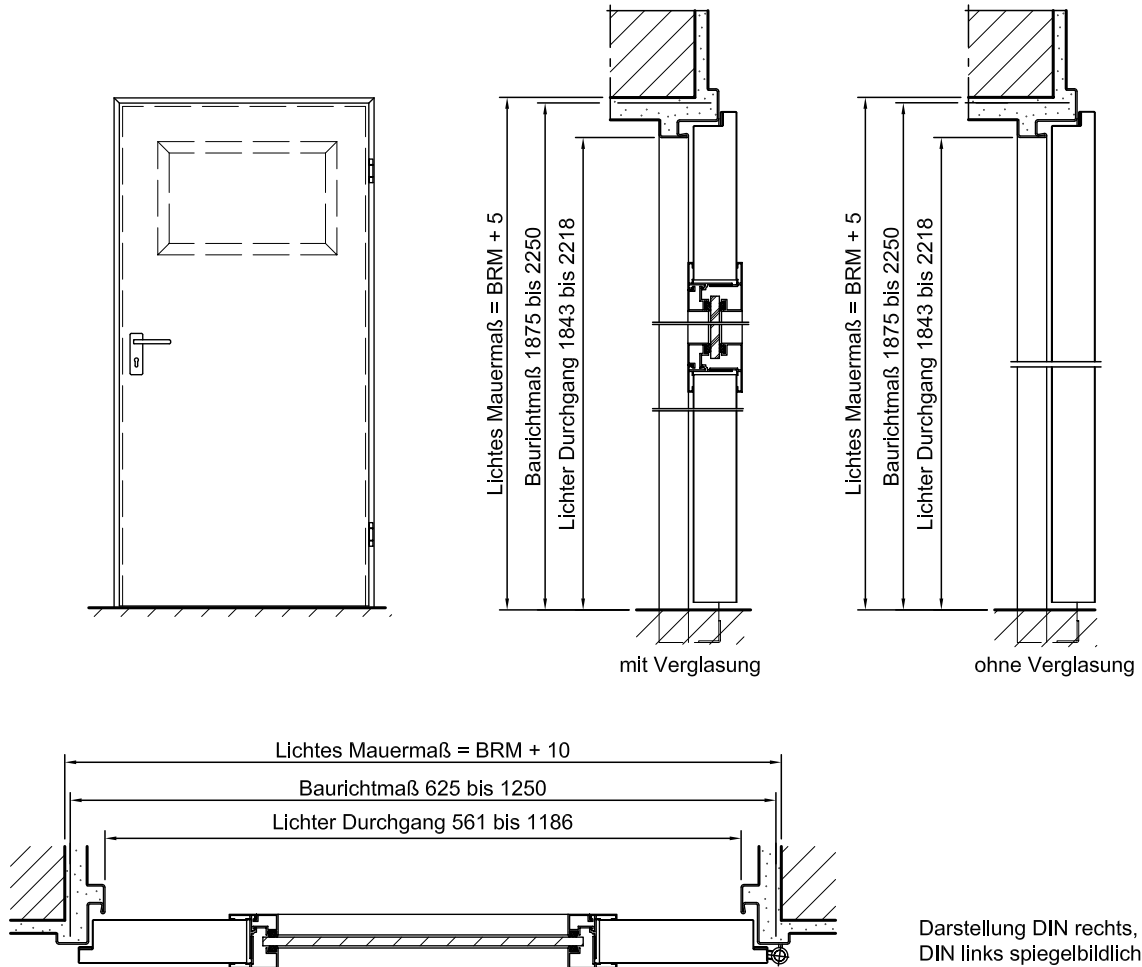 Lichtes Mauermaß = BRM + 5
Baurichtmaß 1875 bis 2250
Lichter Durchgang 1843 bis 2218
mit Verglasung
Lichtes Mauermaß = BRM + 5
Baurichtmaß 1875 bis 2250
Lichter Durchgang 1843 bis 2218
ohne Verglasung
Lichtes Mauermaß = BRM + 10
Baurichtmaß 625 bis 1250
Lichter Durchgang 561 bis 1186
Darstellung DIN rechts,
DIN links spiegelbildlich